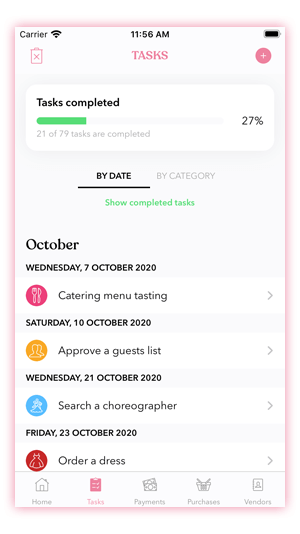 Carrier 11:56 AM
TASKS
Tasks completed
27%
21 of 79 tasks are completed
BY DATE BY CATEGORY
Show completed tasks
October
WEDNESDAY, 7 OCTOBER 2020
Catering menu tasting
SATURDAY, 10 OCTOBER 2020
Approve a guests list
WEDNESDAY, 21 OCTOBER 2020
Search a choreographer
FRIDAY, 23 OCTOBER 2020
Order a dress
Home Tasks Payments Purchases Vendors